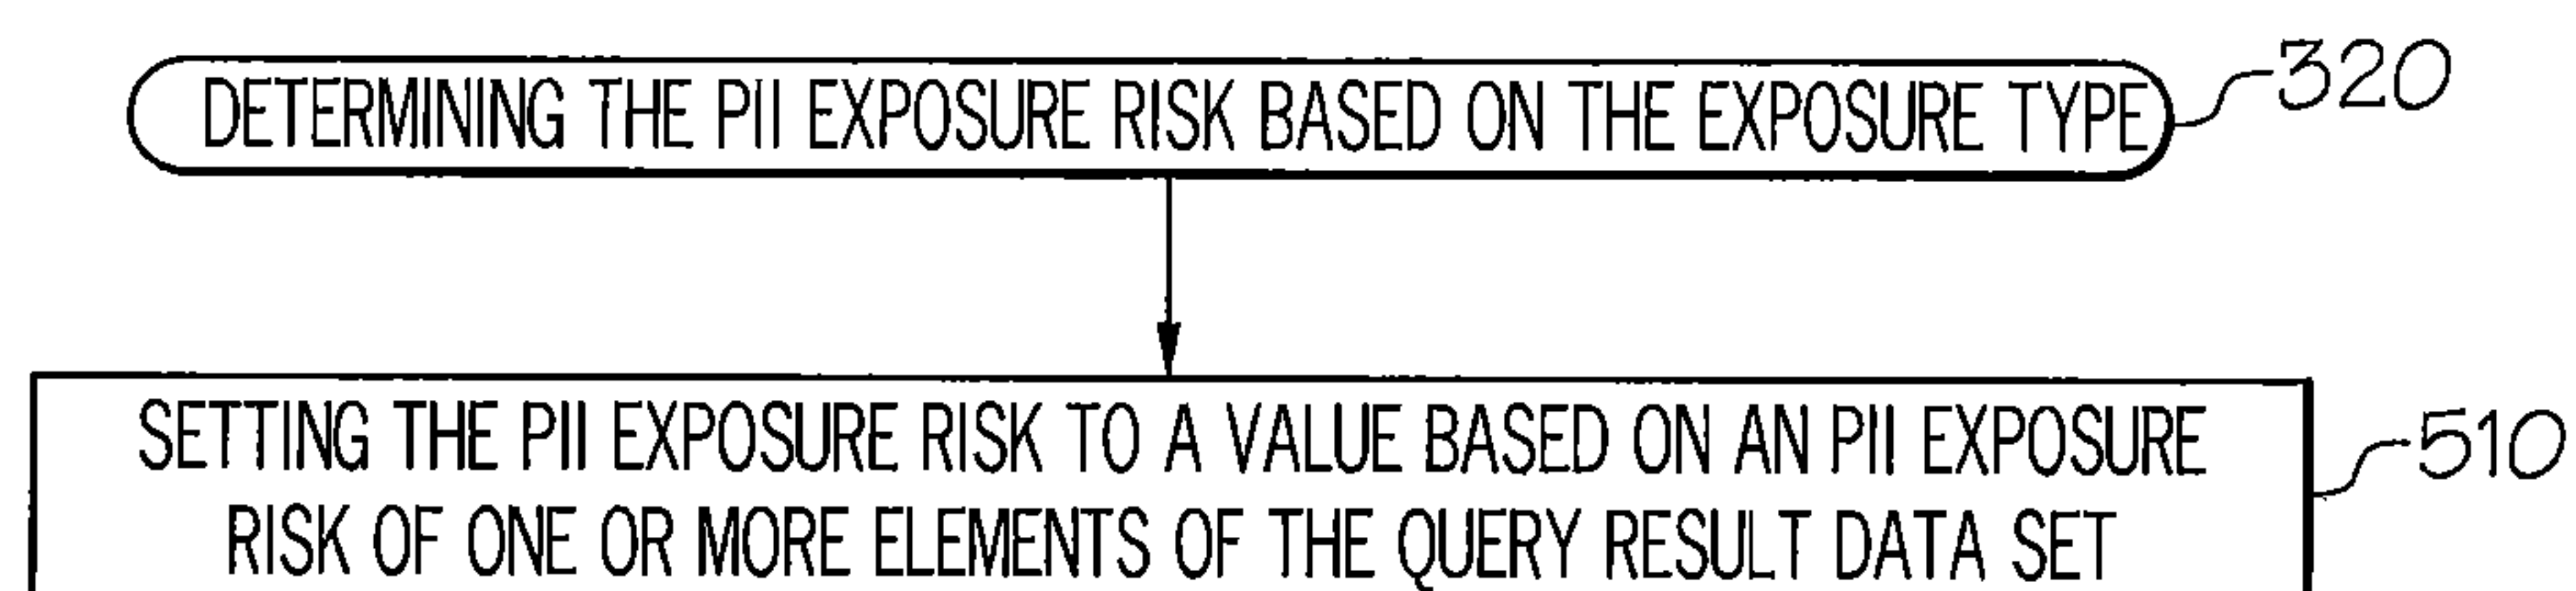 DETERMINING THE PII EXPOSURE RISK BASED ON THE EXPOSURE TYPE
320
SETTING THE PII EXPOSURE RISK TO A VALUE BASED ON AN PII EXPOSURE
510
RISK OF ONE OR MORE ELEMENTS OF THE QUERY RESULT DATA SET